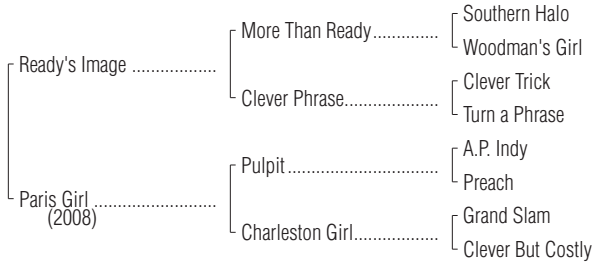 Southern Halo
More Than Ready..............
Woodman's Girl
Ready's Image ..................
Clever Trick
Clever Phrase....................
Turn a Phrase
A.P. Indy
Pulpit................................
Preach
Paris Girl ..........................
(2008)
Grand Slam
Charleston Girl..................
Clever But Costly